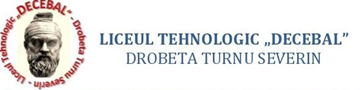 Liceul Tehnologic „DECEBAL” - Drobeta Turnu Severin -
LICEUL TEHNOLOGIC „DECEBAL”
DROBETA TURNU SEVERIN